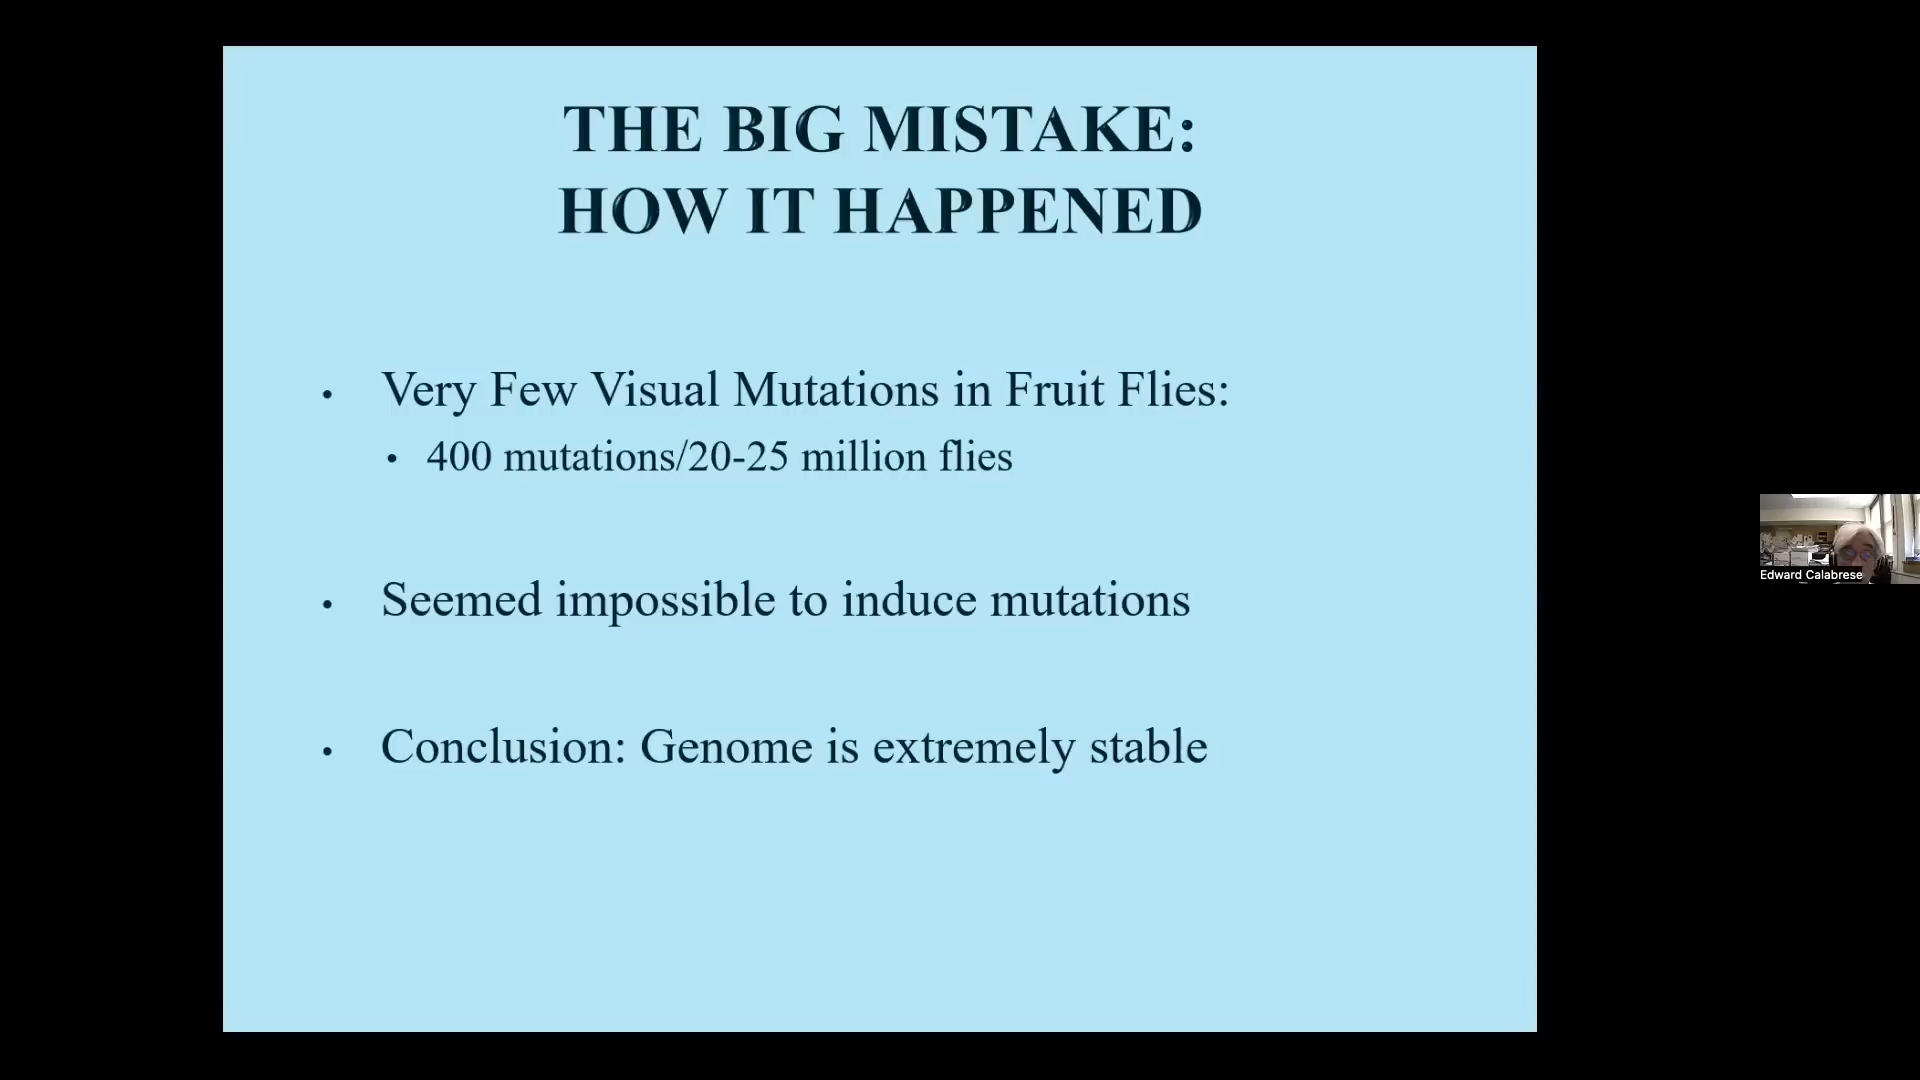 THE BIG MISTAKE:
HOW IT HAPPENED
• Very Few Visual Mutations in Fruit Flies:
• 400 mutations/20-25 million flies
• Seemed impossible to induce mutations
• Conclusion: Genome is extremely stable
Edward Calabrese